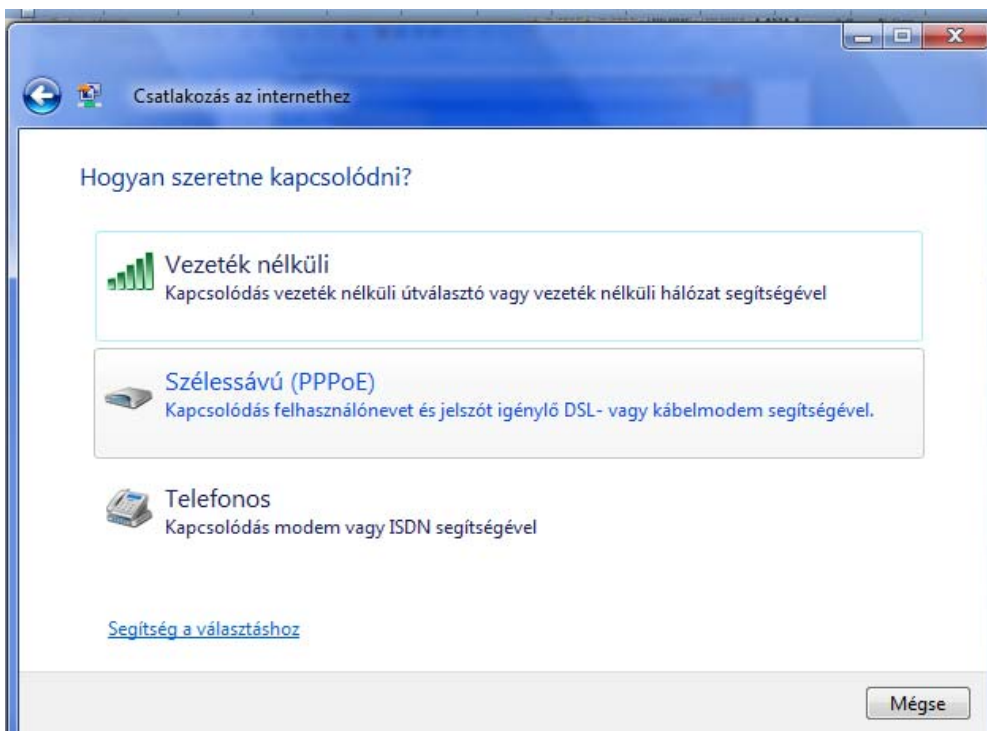 Csatlakozás az internethez
Hogyan szeretne kapcsolódni?
Vezeték nélküli
Kapcsolódás vezeték nélküli útválasztó vagy vezeték nélküli hálózat segítségével
Szélessávú (PPPoE)
Kapcsolódás felhasználónevet és jelszót igénylő DSL- vagy kábelmodem segítségével.
Telefonos
Kapcsolódás modem vagy ISDN segítségével
Segítség a választáshoz
Mégse